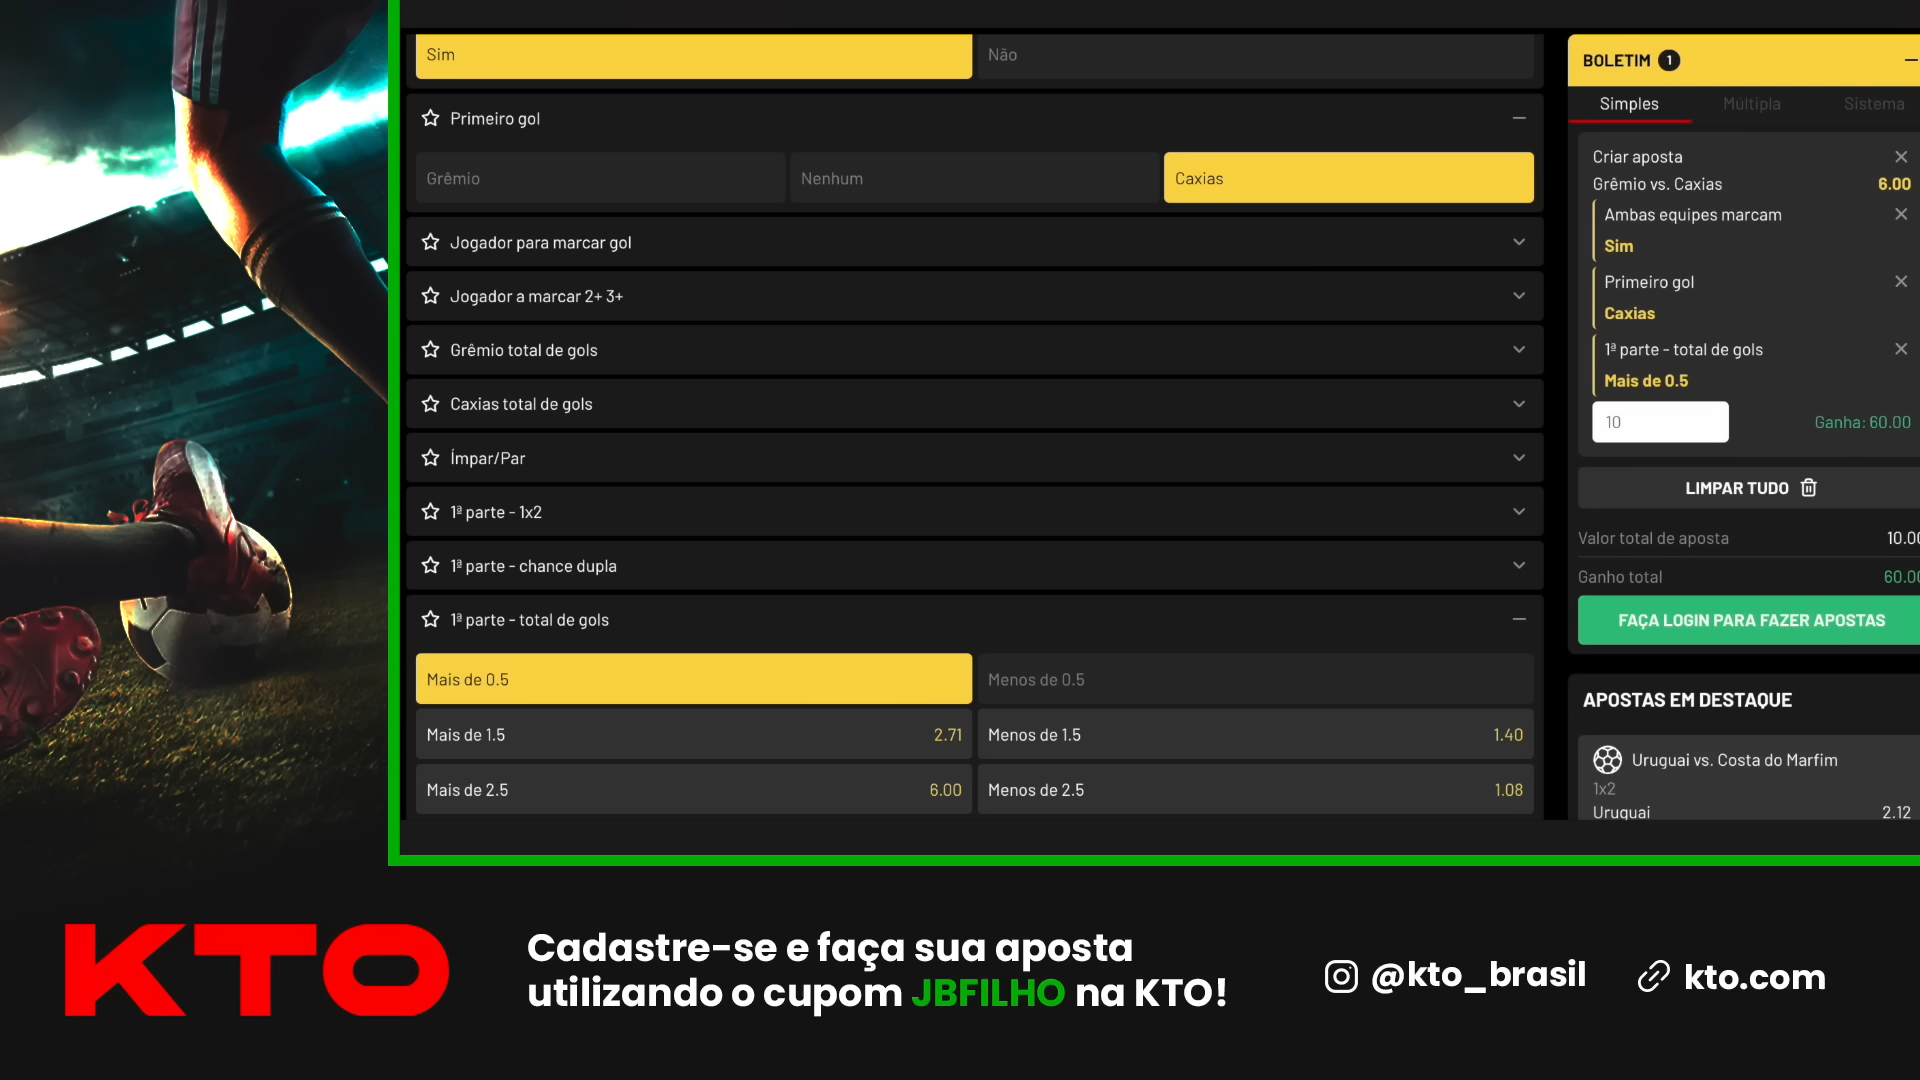 Sim
Não
Primeiro gol
Grêmio
Nenhum
Caxias
Jogador para marcar gol
Jogador a marcar 2+ 3+
Grêmio total de gols
Caxias total de gols
Ímpar/Par
1ª parte - 1x2
1ª parte - chance dupla
1ª parte - total de gols
Mais de 0.5
Menos de 0.5
Mais de 1.5 2.71
Menos de 1.5 1.40
Mais de 2.5 6.00
Menos de 2.5 1.08
BOLETIM 1
Simples Múltipla Sistema
Criar aposta
Grêmio vs. Caxias 6.00
Ambas equipes marcam
Sim
Primeiro gol
Caxias
1ª parte - total de gols
Mais de 0.5
10 Ganha: 60.00
LIMPAR TUDO
Valor total de aposta 10.00
Ganho total 60.00
FAÇA LOGIN PARA FAZER APOSTAS
APOSTAS EM DESTAQUE
Uruguai vs. Costa do Marfim
1x2
Uruguai 2.12
KTO
Cadastre-se e faça sua aposta
utilizando o cupom JBFILHO na KTO!
@kto_brasil
kto.com